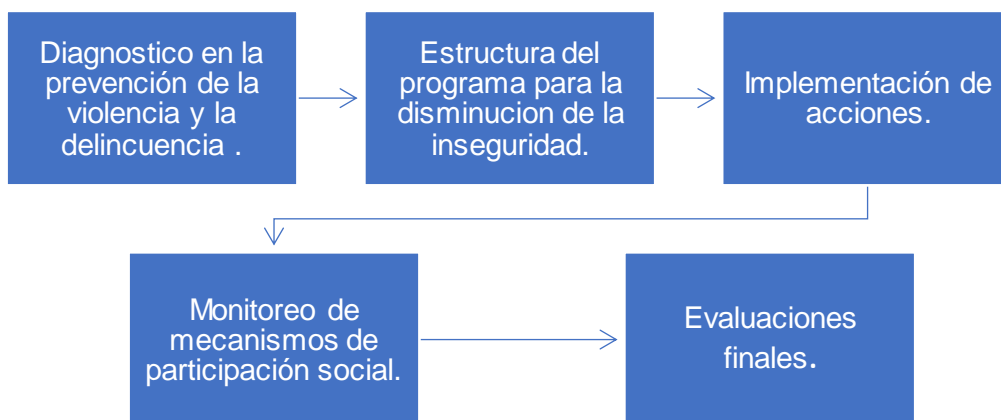 Diagnostico en la
prevención de la
violencia y la
delincuencia .
Estructura del
programa para la
disminucion de la
inseguridad.
Implementación de
acciones.
Monitoreo de
mecanismos de
participación social.
Evaluaciones
finales.